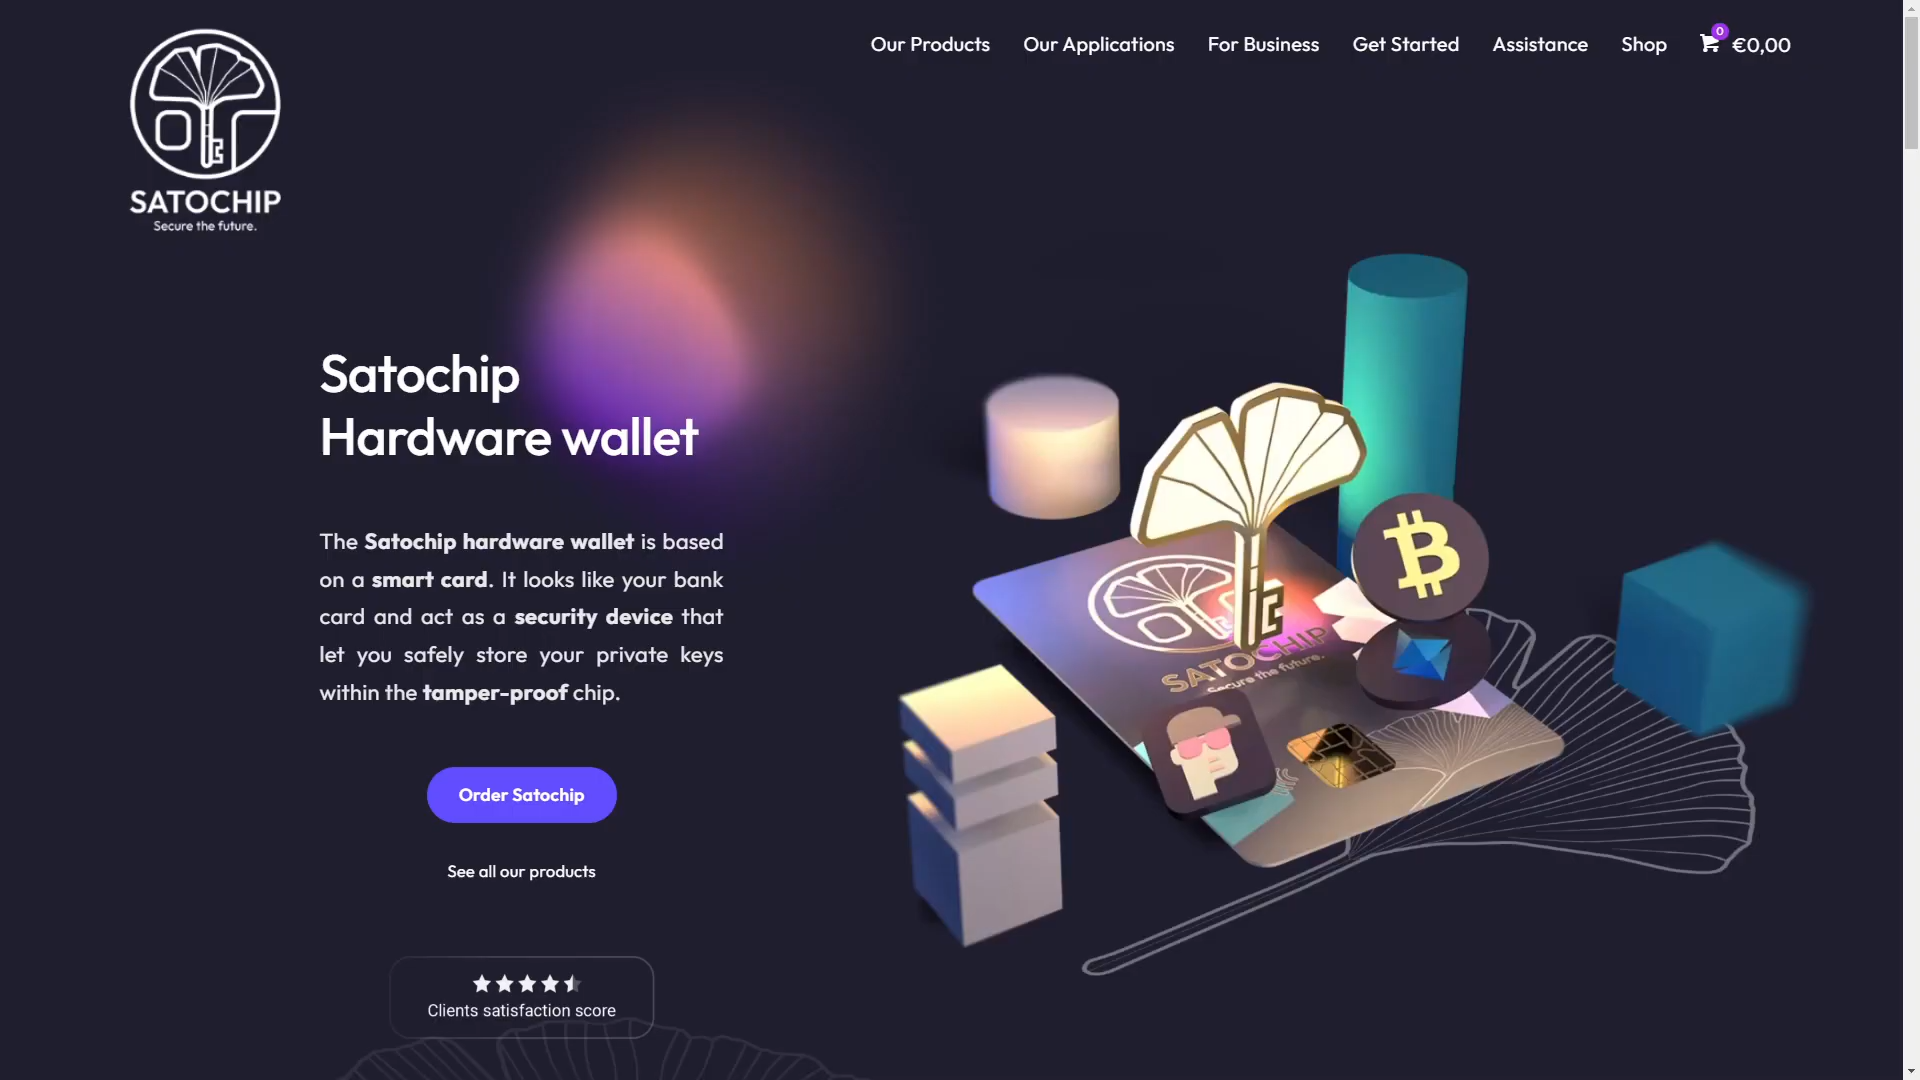 SATOCHIP
Secure the future.
Our Products
Our Applications
For Business
Get Started
Assistance
Shop
0
€0,00
Satochip
Hardware wallet
The Satochip hardware wallet is based
on a smart card. It looks like your bank
card and act as a security device that
let you safely store your private keys
within the tamper-proof chip.
Order Satochip
See all our products
Clients satisfaction score
SATOCHIP
Secure the future.